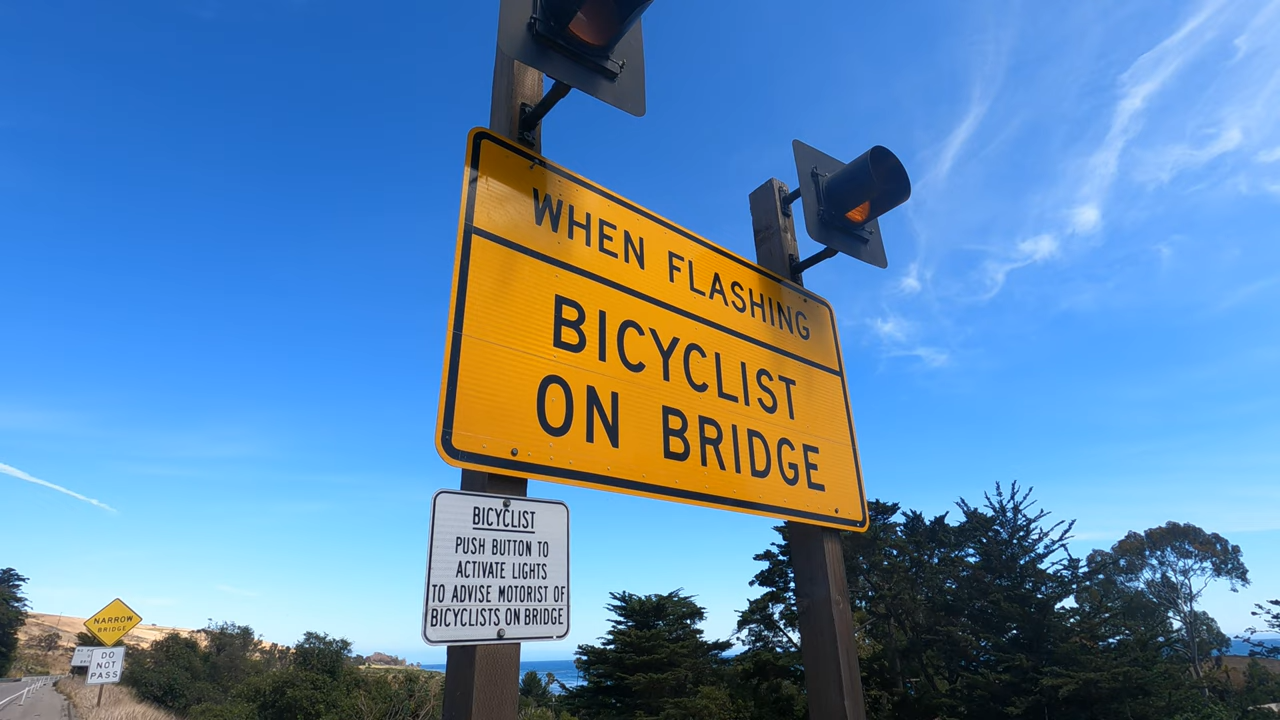 WHEN FLASHING
BICYCLIST
ON BRIDGE
BICYCLIST
PUSH BUTTON TO
ACTIVATE LIGHTS
TO ADVISE MOTORIST OF
BICYCLISTS ON BRIDGE
NARROW
BRIDGE
DO
NOT
PASS